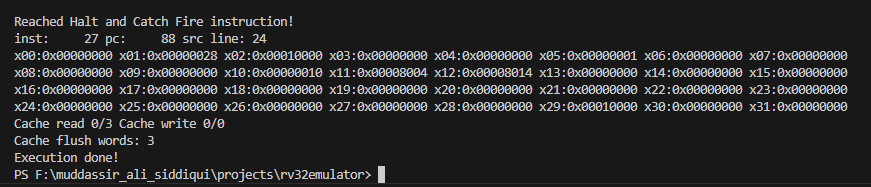 Reached Halt and Catch Fire instruction!
inst:     27 pc:     88 src line: 24
x00:0x00000000 x01:0x00000028 x02:0x00010000 x03:0x00000000 x04:0x00000000 x05:0x00000001 x06:0x00000000 x07:0x00000000
x08:0x00000000 x09:0x00000000 x10:0x00000010 x11:0x00008004 x12:0x00008014 x13:0x00000000 x14:0x00000000 x15:0x00000000
x16:0x00000000 x17:0x00000000 x18:0x00000000 x19:0x00000000 x20:0x00000000 x21:0x00000000 x22:0x00000000 x23:0x00000000
x24:0x00000000 x25:0x00000000 x26:0x00000000 x27:0x00000000 x28:0x00000000 x29:0x00010000 x30:0x00000000 x31:0x00000000
Cache read 0/3 Cache write 0/0
Cache flush words: 3
Execution done!
PS F:\muddassir_ali_siddiqui\projects\rv32emulator>